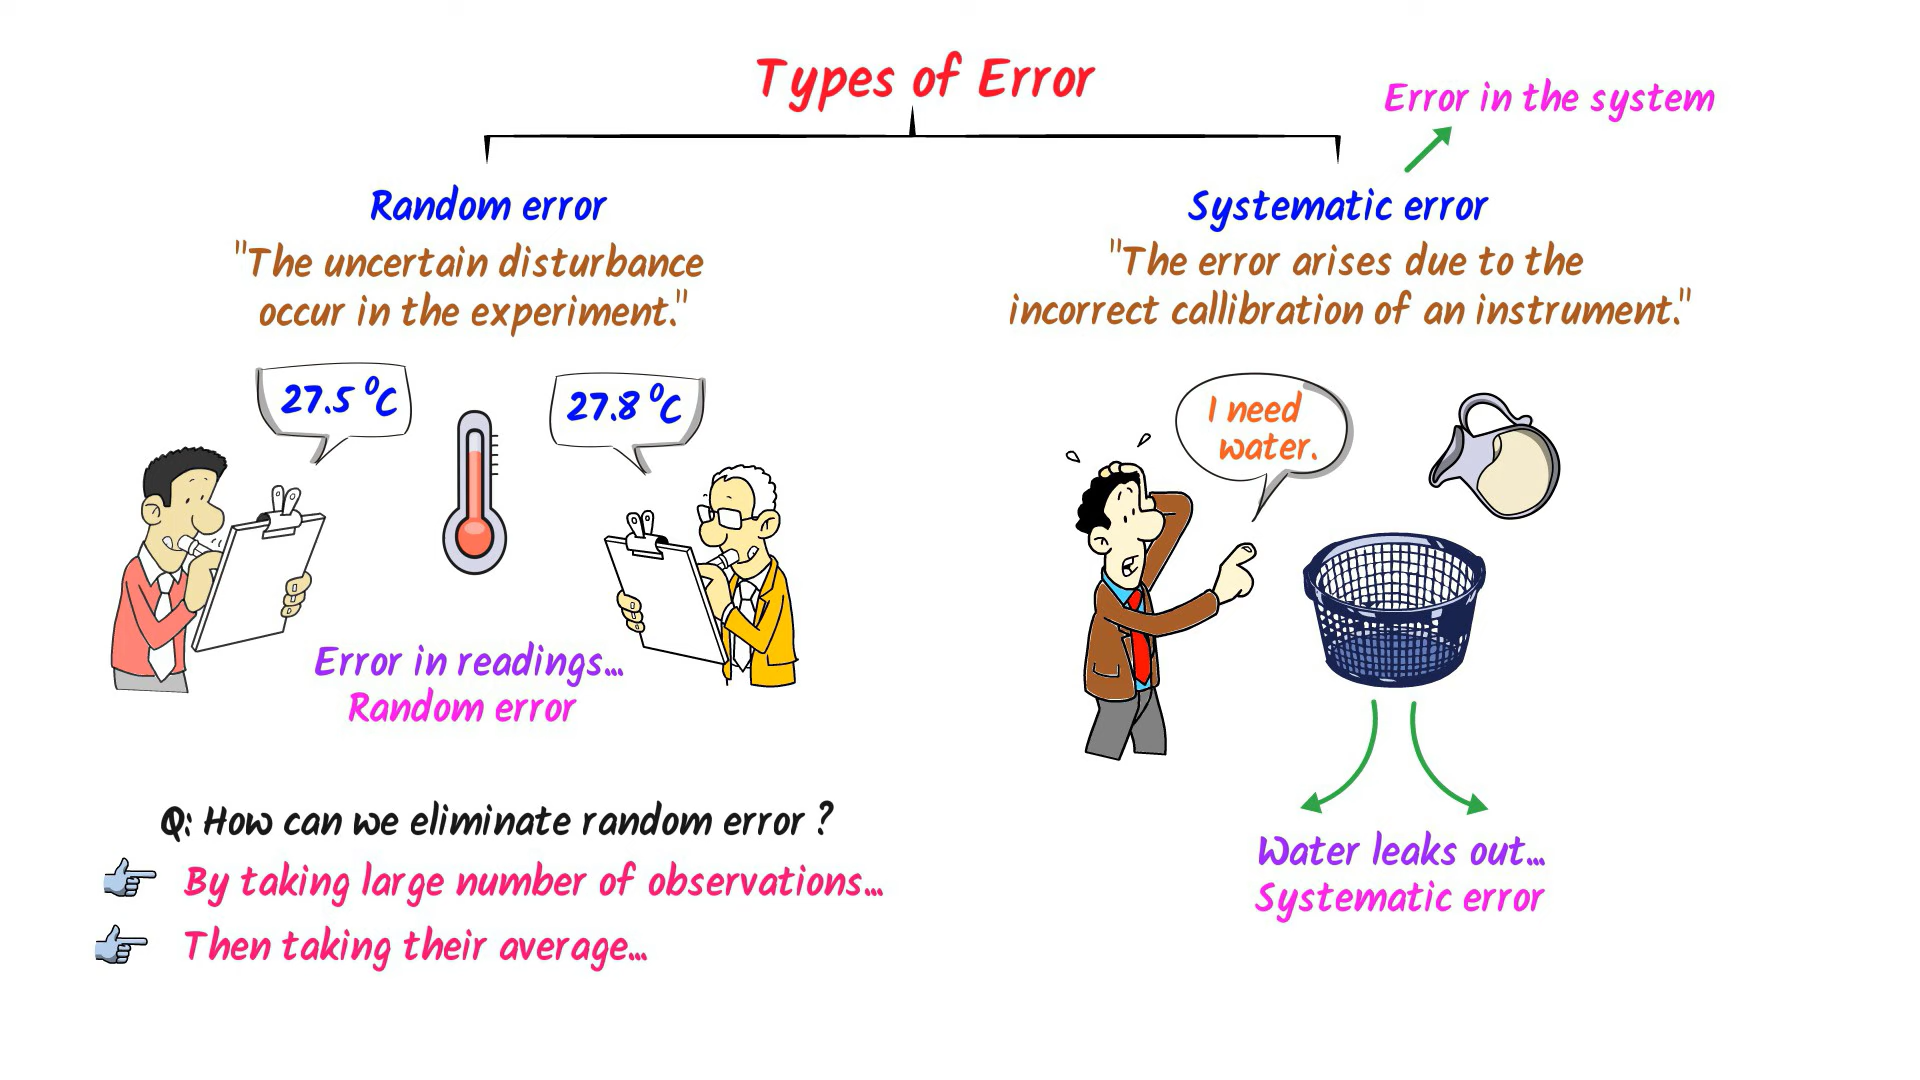 Types of Error
Error in the system
Random error
"The uncertain disturbance
occur in the experiment."
27.5 °C
27.8 °C
Error in readings...
Random error
Q: How can we eliminate random error ?
By taking large number of observations...
Then taking their average...
Systematic error
"The error arises due to the
incorrect callibration of an instrument."
I need
water.
Water leaks out...
Systematic error